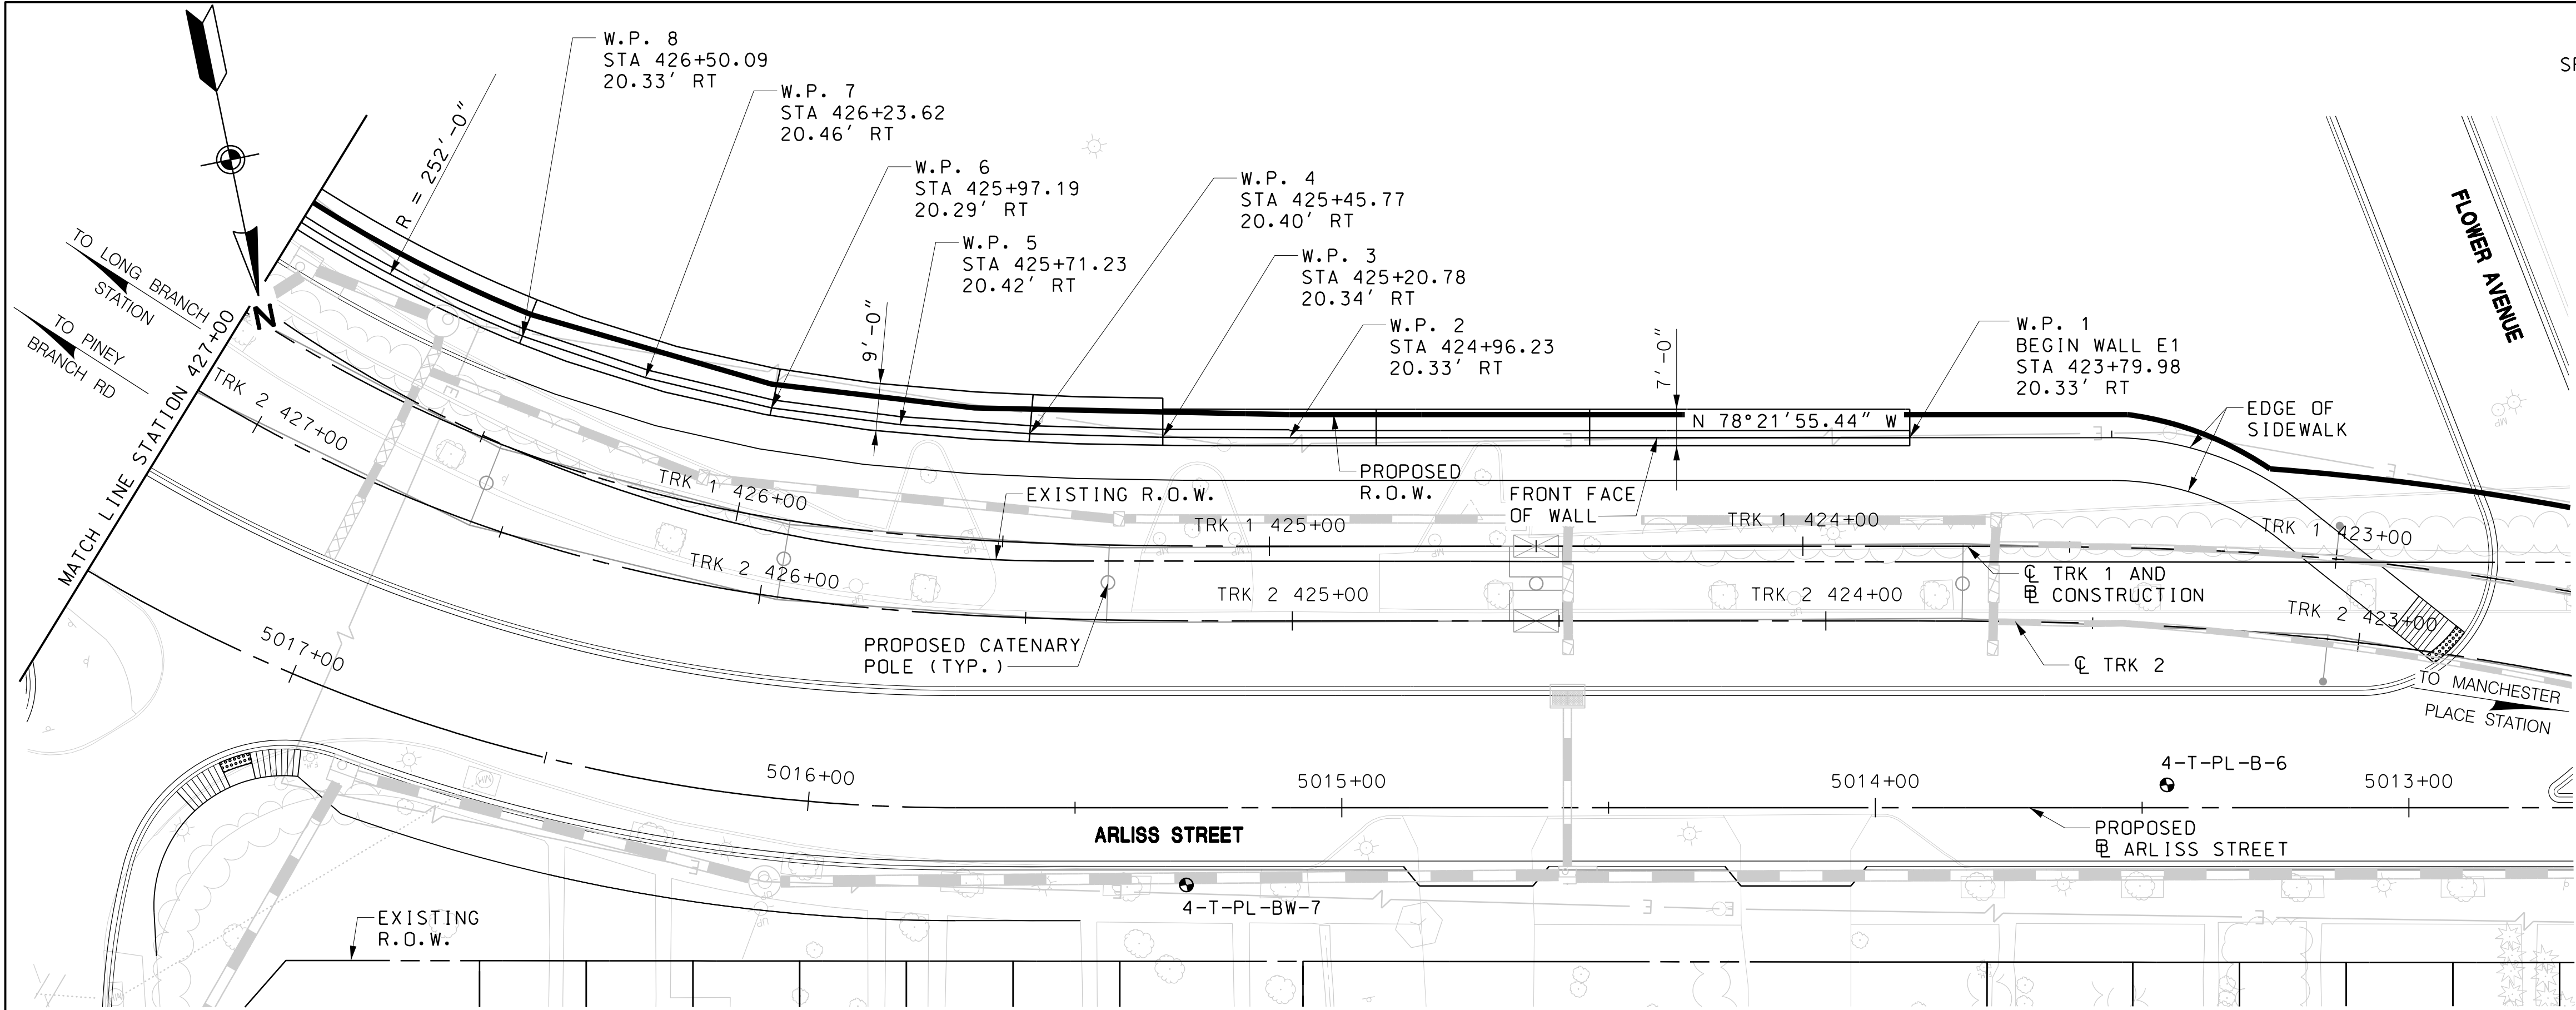 W.P. 8
STA 426+50.09
20.33' RT
W.P. 7
STA 426+23.62
20.46' RT
W.P. 6
STA 425+97.19
20.29' RT
W.P. 5
STA 425+71.23
20.42' RT
W.P. 4
STA 425+45.77
20.40' RT
W.P. 3
STA 425+20.78
20.34' RT
W.P. 2
STA 424+96.23
20.33' RT
W.P. 1
BEGIN WALL E1
STA 423+79.98
20.33' RT
R = 252'-0"
9'-0"
7'-0"
N 78°21'55.44" W
FLOWER AVENUE
EDGE OF
SIDEWALK
N
TO LONG BRANCH
STATION
TO PINEY
BRANCH RD
MATCH LINE STATION 427+00
TRK 2 427+00
TRK 1 426+00
EXISTING R.O.W.
PROPOSED
R.O.W.
FRONT FACE
OF WALL
TRK 1 425+00
TRK 1 424+00
TRK 1 423+00
TRK 2 426+00
TRK 2 425+00
TRK 2 424+00
TRK 2 423+00
℄ TRK 1 AND
BL CONSTRUCTION
℄ TRK 2
PROPOSED CATENARY
POLE (TYP.)
TO MANCHESTER
PLACE STATION
5017+00
5016+00
5015+00
5014+00
5013+00
4-T-PL-B-6
ARLISS STREET
PROPOSED
BL ARLISS STREET
4-T-PL-BW-7
EXISTING
R.O.W.